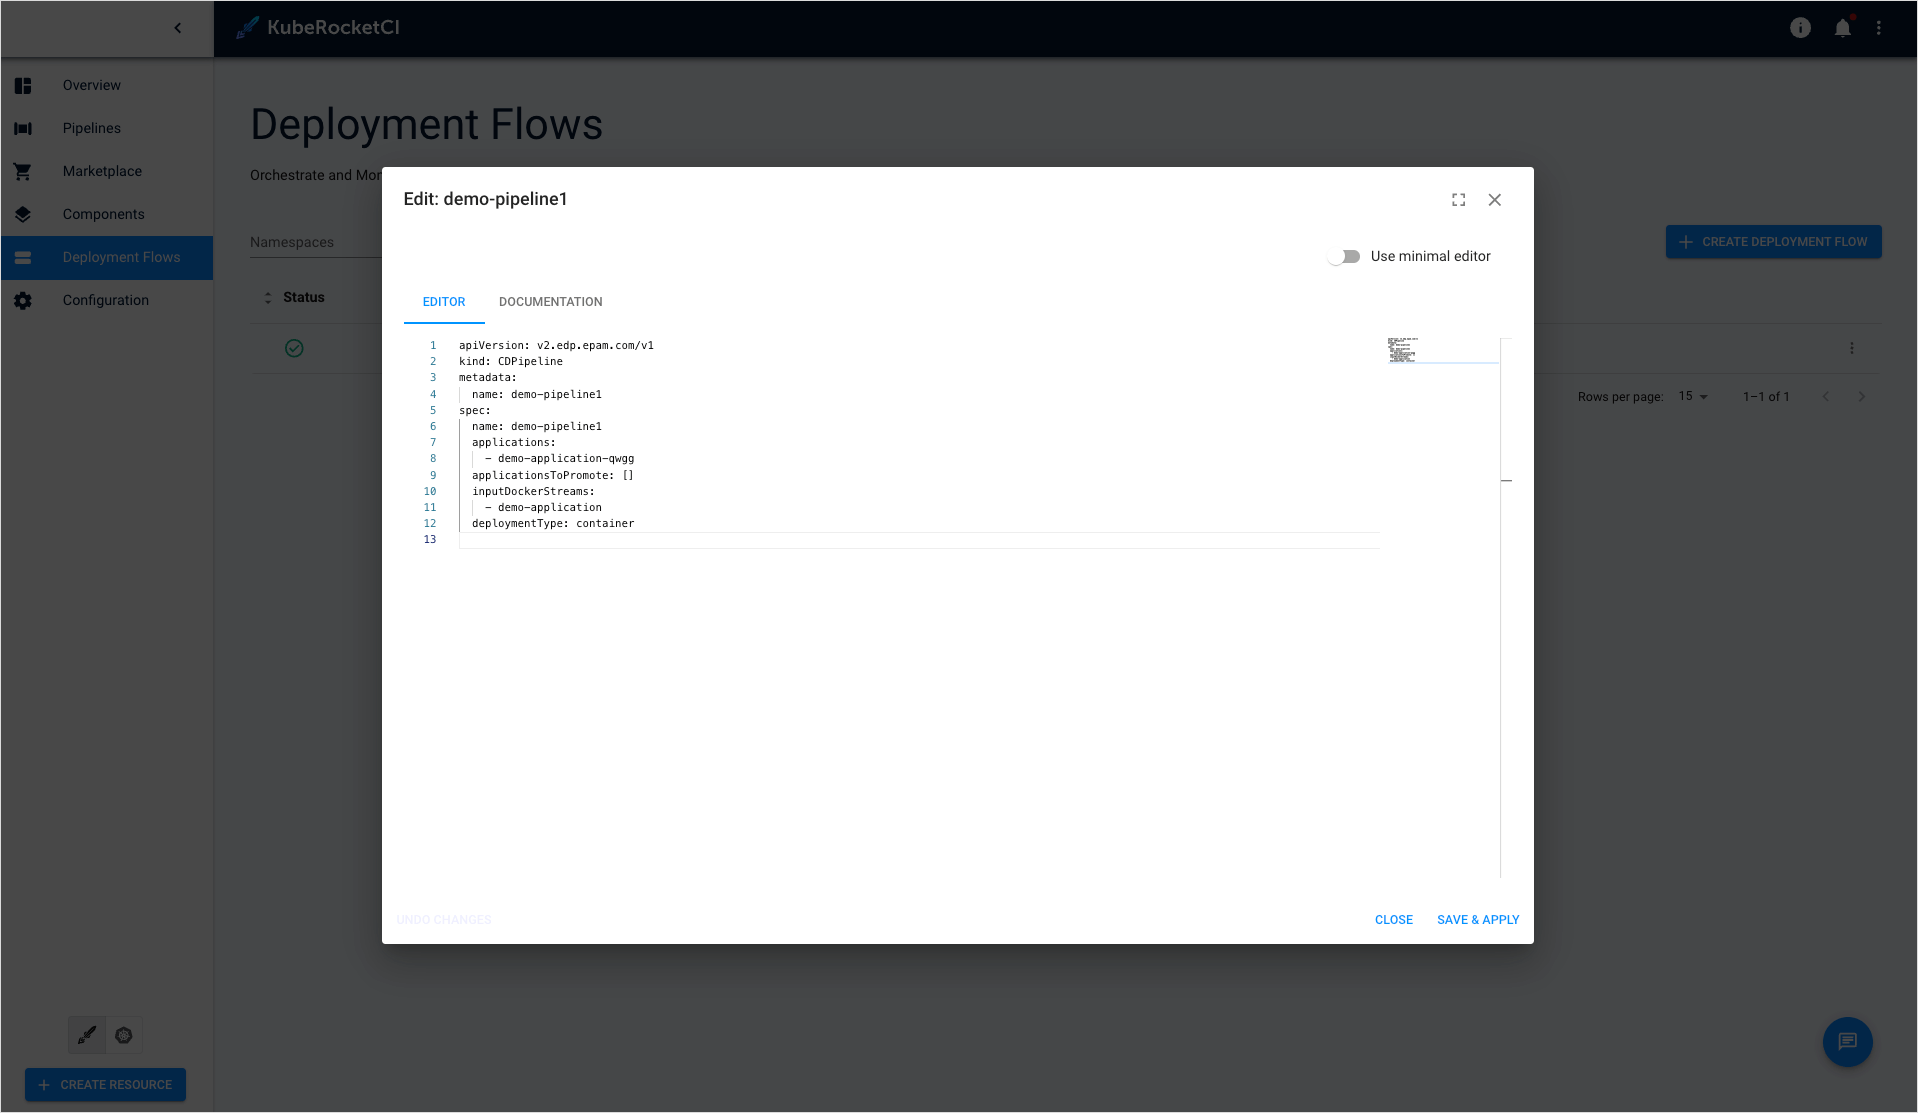 KubeRocketCI
Overview
Pipelines
Marketplace
Components
Deployment Flows
Configuration
CREATE RESOURCE
Deployment Flows
Orchestrate and Mon
Namespaces
CREATE DEPLOYMENT FLOW
Status
Rows per page: 15 1–1 of 1
Edit: demo-pipeline1
Use minimal editor
EDITOR DOCUMENTATION
1 apiVersion: v2.edp.epam.com/v1
2 kind: CDPipeline
3 metadata:
4   name: demo-pipeline1
5 spec:
6   name: demo-pipeline1
7   applications:
8     - demo-application-qwgg
9   applicationsToPromote: []
10   inputDockerStreams:
11     - demo-application
12   deploymentType: container
13
UNDO CHANGES CLOSE SAVE & APPLY